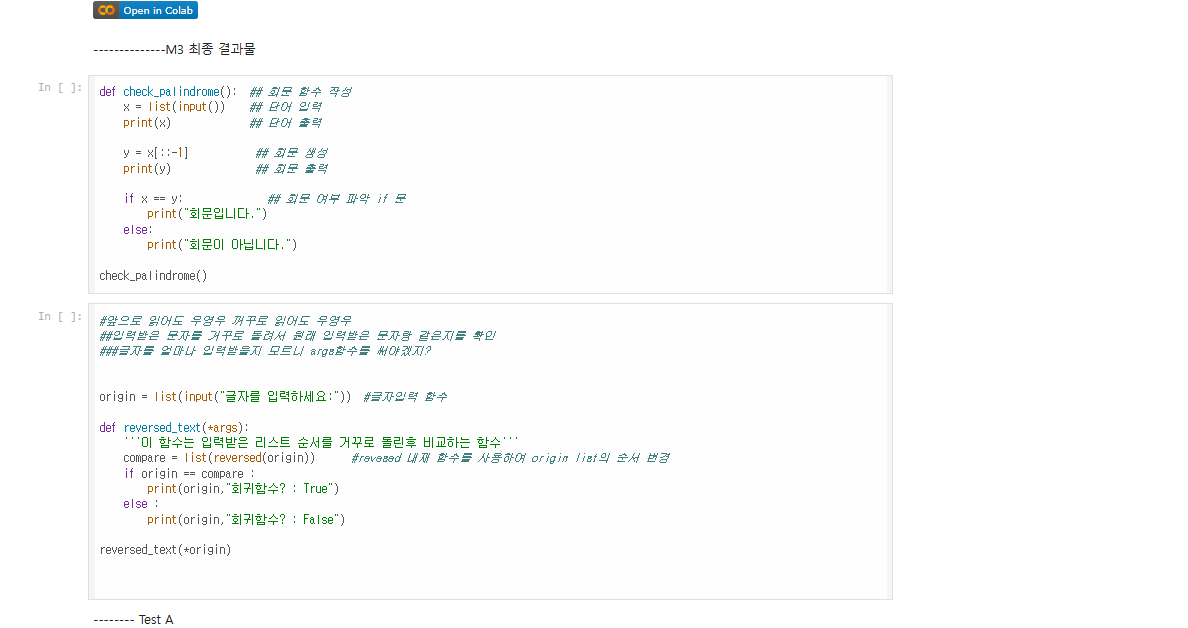 Open in Colab
--------------M3 최종 결과물
In [ ]:
def check_palindrome(): ## 회문 함수 작성
x = list(input()) ## 단어 입력
print(x) ## 단어 출력
y = x[::-1] ## 회문 생성
print(y) ## 회문 출력
if x == y: ## 회문 여부 파악 if 문
print("회문입니다.")
else:
print("회문이 아닙니다.")
check_palindrome()
In [ ]:
#앞으로 읽어도 우영우 꺼꾸로 읽어도 우영우
##입력받은 문자를 거꾸로 돌려서 원래 입력받은 문자랑 같은지를 확인
###글자를 얼마나 입력받을지 모르니 args함수를 써야겠지?
origin = list(input("글자를 입력하세요:")) #글자입력 함수
def reversed_text(*args):
'''이 함수는 입력받은 리스트 순서를 거꾸로 돌린후 비교하는 함수'''
compare = list(reversed(origin)) #revesed 내재 함수를 사용하여 origin list의 순서 변경
if origin == compare :
print(origin,"회귀함수? : True")
else :
print(origin,"회귀함수? : False")
reversed_text(*origin)
-------- Test A